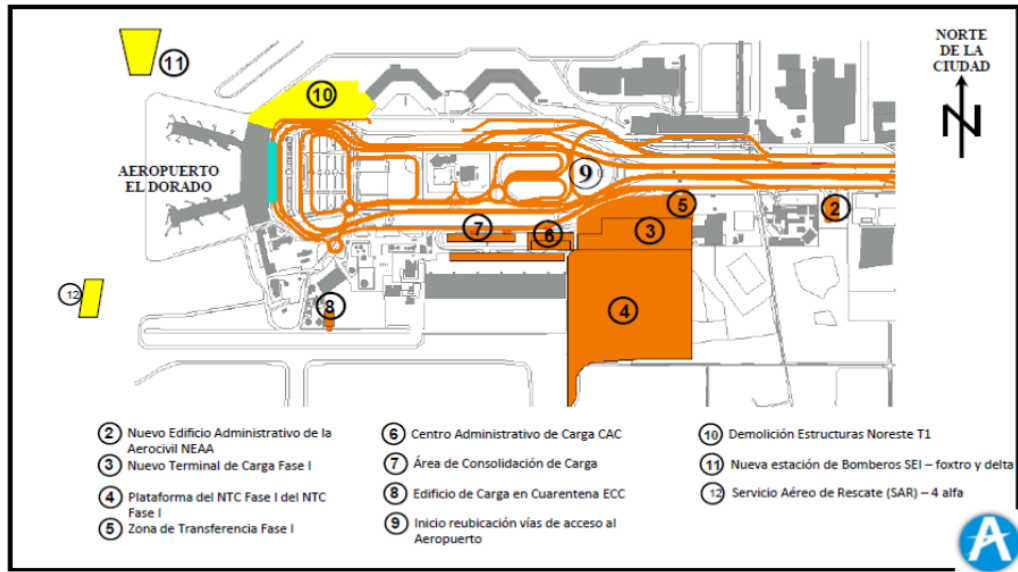 NORTE
DE LA
CIUDAD
N
11
10
AEROPUERTO
EL DORADO
9
5
2
7
6
3
12
8
4
2 Nuevo Edificio Administrativo de la
Aerocivil NEAA
3 Nuevo Terminal de Carga Fase I
4 Plataforma del NTC Fase I del NTC
Fase I
5 Zona de Transferencia Fase I
6 Centro Administrativo de Carga CAC
7 Área de Consolidación de Carga
8 Edificio de Carga en Cuarentena ECC
9 Inicio reubicación vías de acceso al
Aeropuerto
10 Demolición Estructuras Noreste T1
11 Nueva estación de Bomberos SEI – foxtro y delta
12 Servicio Aéreo de Rescate (SAR) – 4 alfa
A